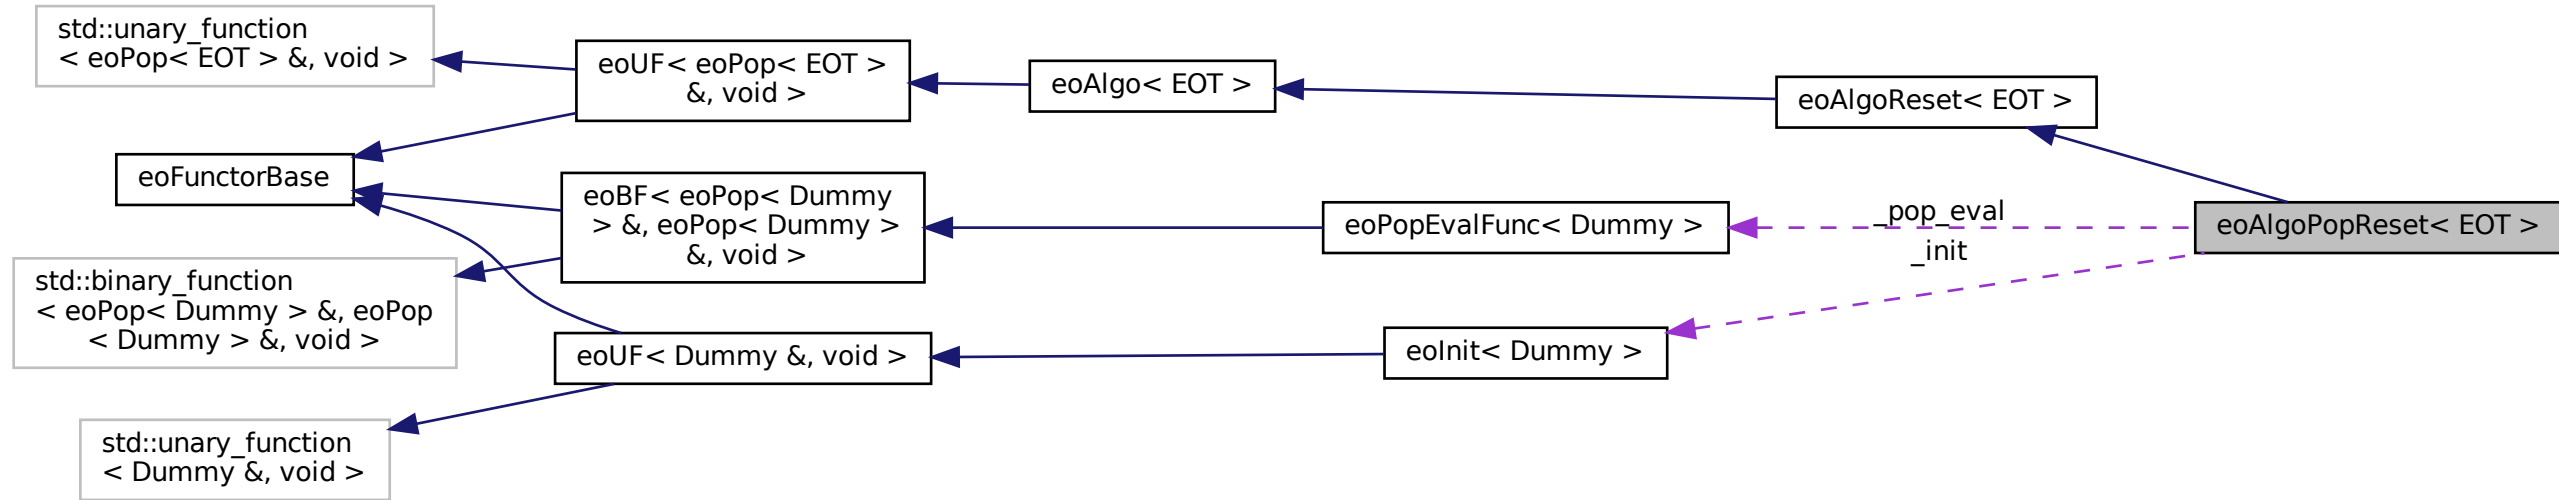 std::unary_function
< eoPop< EOT > &, void >
eoUF< eoPop< EOT >
&, void >
eoAlgo< EOT >
eoAlgoReset< EOT >
eoFunctorBase
eoBF< eoPop< Dummy
> &, eoPop< Dummy >
&, void >
eoPopEvalFunc< Dummy >
_pop_eval
_init
eoAlgoPopReset< EOT >
std::binary_function
< eoPop< Dummy > &, eoPop
< Dummy > &, void >
eoUF< Dummy &, void >
eoInit< Dummy >
std::unary_function
< Dummy &, void >